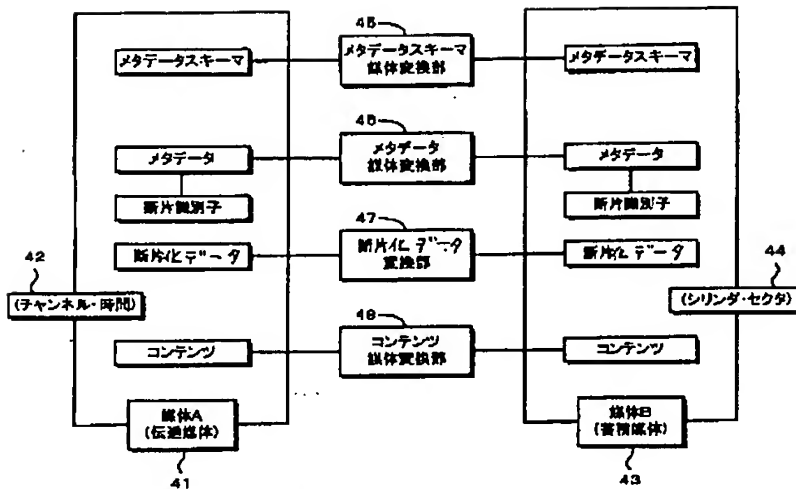 45
メタデータスキーマ
メタデータスキーマ
媒体変換部
メタデータスキーマ
46
メタデータ
メタデータ
媒体変換部
メタデータ
断片識別子
断片識別子
47
断片化データ
断片化データ
変換部
断片化データ
42
(チャンネル・時間)
44
(シリンダ・セクタ)
48
コンテンツ
コンテンツ
媒体変換部
コンテンツ
媒体A
(伝達媒体)
41
媒体B
(蓄積媒体)
43